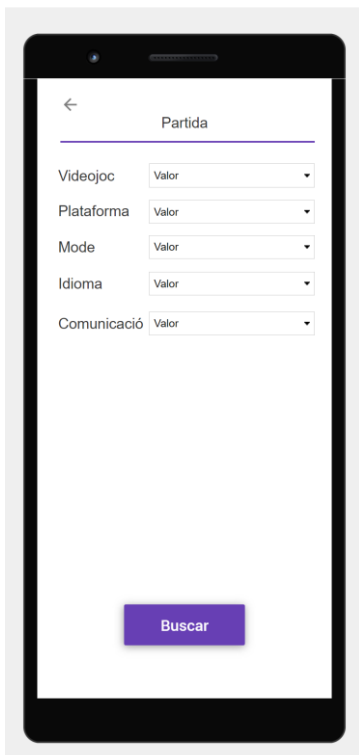 Partida
Videojoc Valor
Plataforma Valor
Mode Valor
Idioma Valor
Comunicació Valor
Buscar